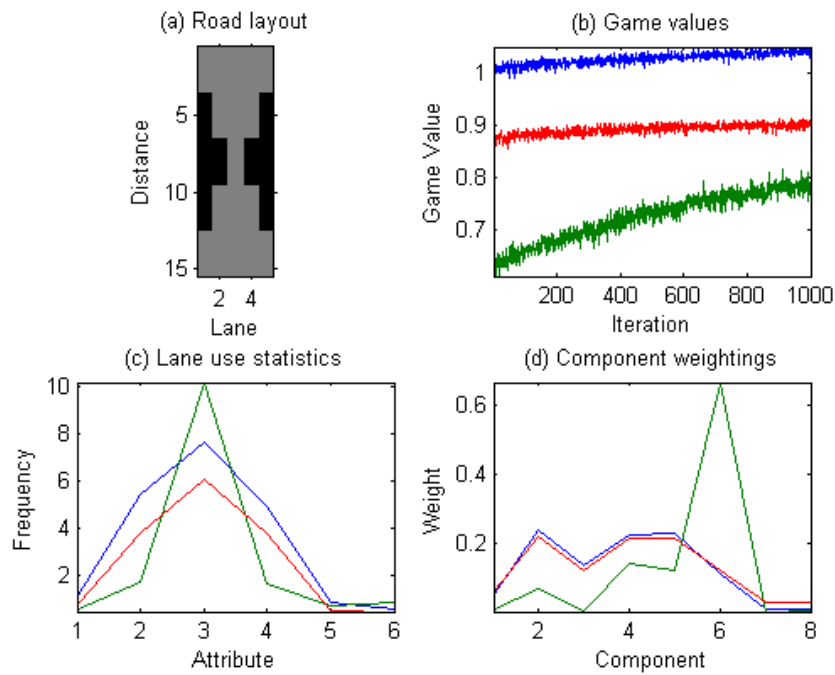 (a) Road layout
5
10
15
Distance
2 4
Lane
(b) Game values
1
0.9
0.8
0.7
Game Value
200 400 600 800 1000
Iteration
(c) Lane use statistics
10
8
6
4
2
Frequency
1 2 3 4 5 6
Attribute
(d) Component weightings
0.6
0.4
0.2
Weight
2 4 6 8
Component